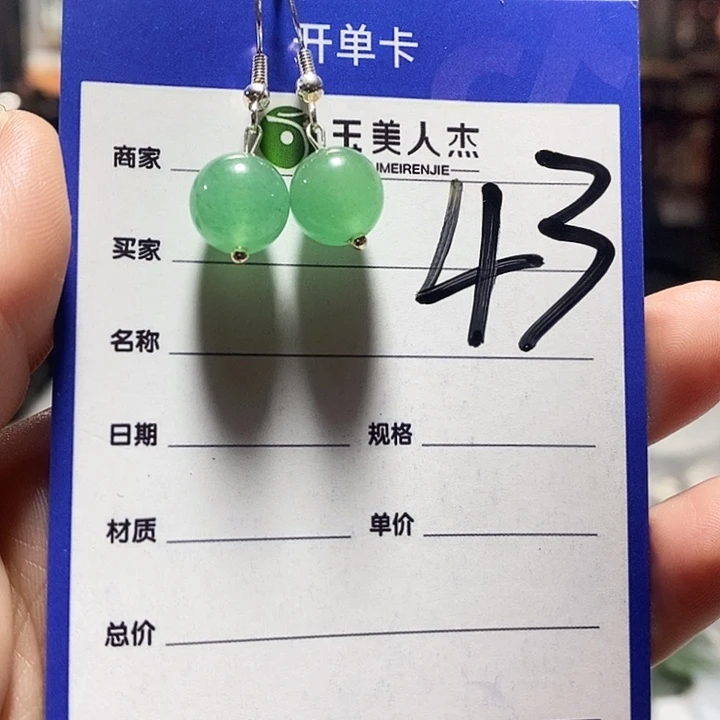 开单卡
玉美人杰
UMEIRENJIE
商家
43
买家
名称
日期 规格
材质 单价
总价